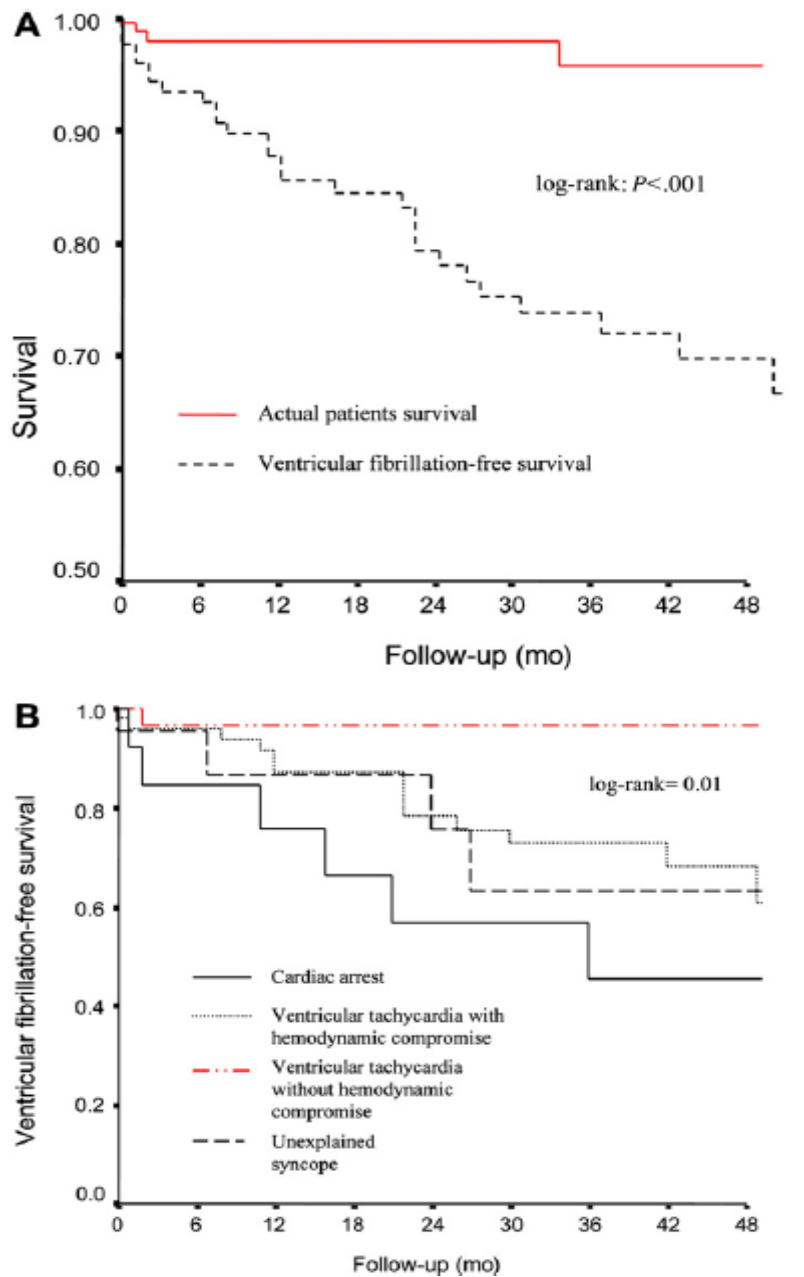 A
1.00
0.90
0.80
0.70
0.60
0.50
Survival
log-rank: P<.001
Actual patients survival
Ventricular fibrillation-free survival
0 6 12 18 24 30 36 42 48
Follow-up (mo)
B
1.0
0.8
0.6
0.4
0.2
0.0
Ventricular fibrillation-free survival
log-rank= 0.01
Cardiac arrest
Ventricular tachycardia with
hemodynamic compromise
Ventricular tachycardia
without hemodynamic
compromise
Unexplained
syncope
0 6 12 18 24 30 36 42 48
Follow-up (mo)